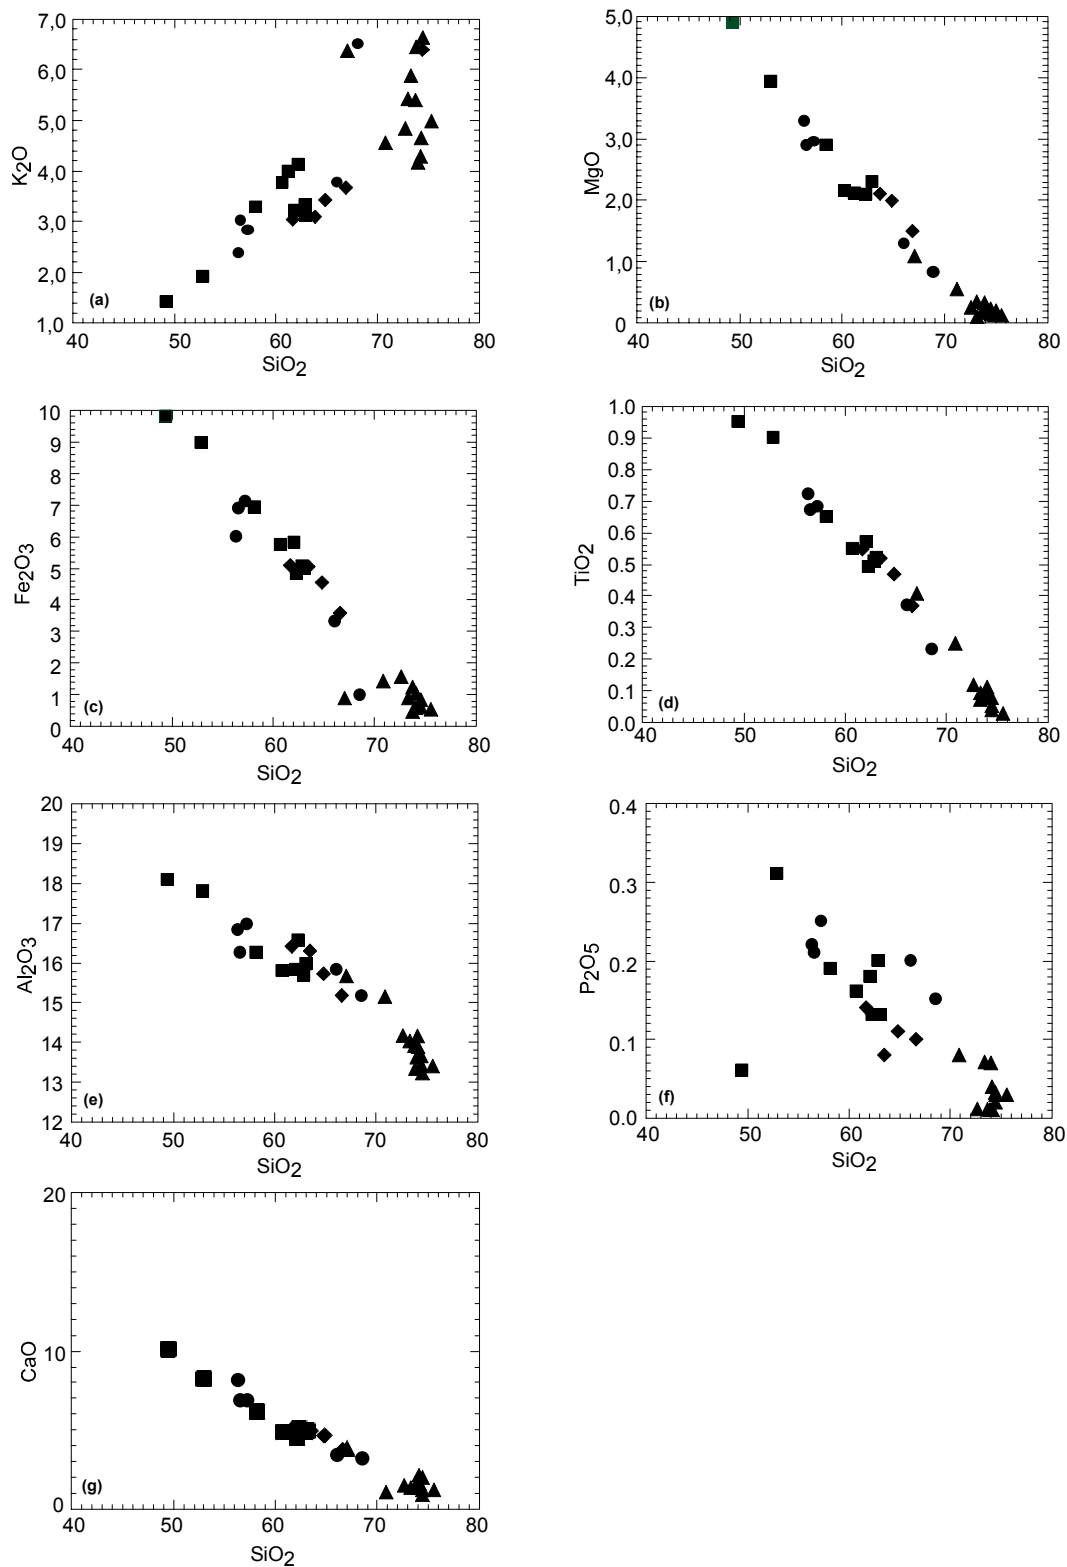 7,0
6,0
5,0
4,0
3,0
2,0
1,0
K2O
(a)
40 50 60 70 80
SiO2
5,0
4,0
3,0
2,0
1,0
0
MgO
(b)
40 50 60 70 80
SiO2
10
9
8
7
6
5
4
3
2
1
0
Fe2O3
(c)
40 50 60 70 80
SiO2
1.0
0.9
0.8
0.7
0.6
0.5
0.4
0.3
0.2
0.1
0.0
TiO2
(d)
40 50 60 70 80
SiO2
20
19
18
17
16
15
14
13
12
Al2O3
(e)
40 50 60 70 80
SiO2
0.4
0.3
0.2
0.1
0.0
P2O5
(f)
40 50 60 70 80
SiO2
20
10
0
CaO
(g)
40 50 60 70 80
SiO2